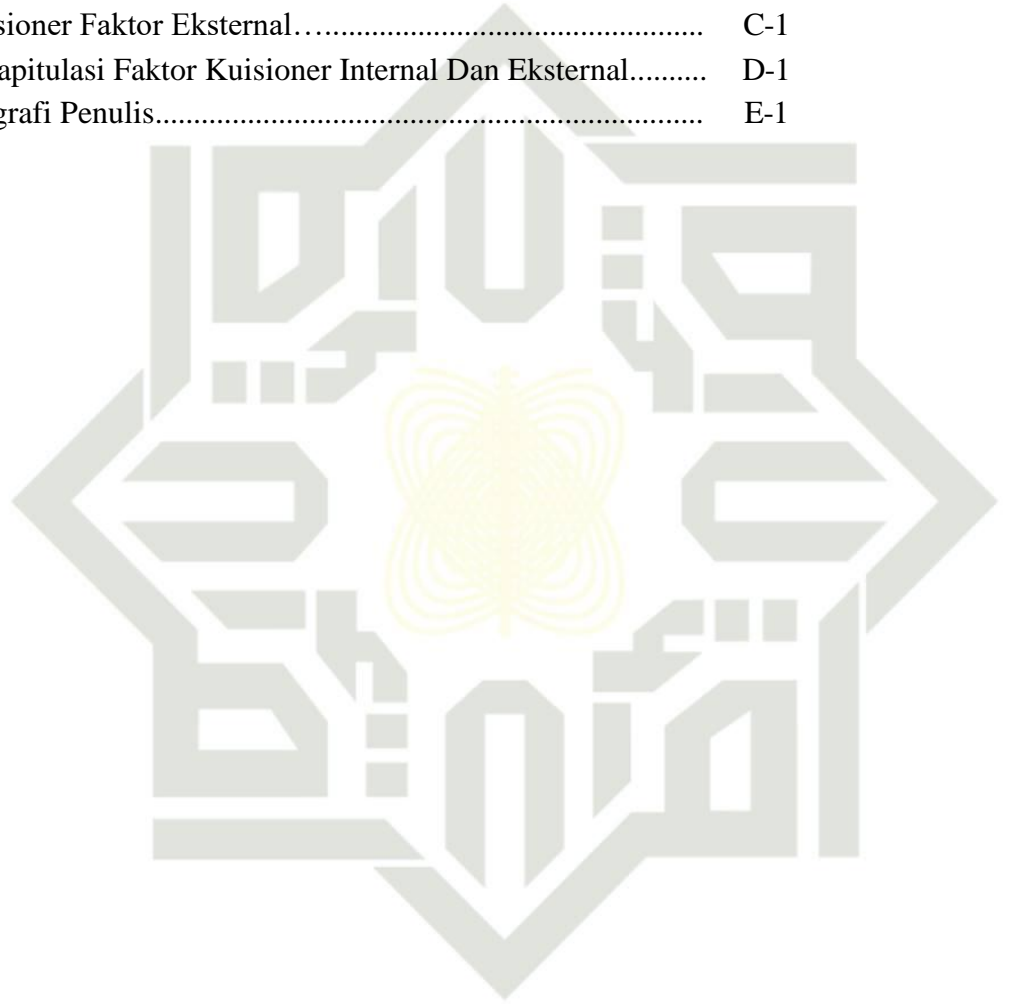 sioner Faktor Eksternal…................................................ C-1
apitulasi Faktor Kuisioner Internal Dan Eksternal.......... D-1
grafi Penulis...................................................................... E-1